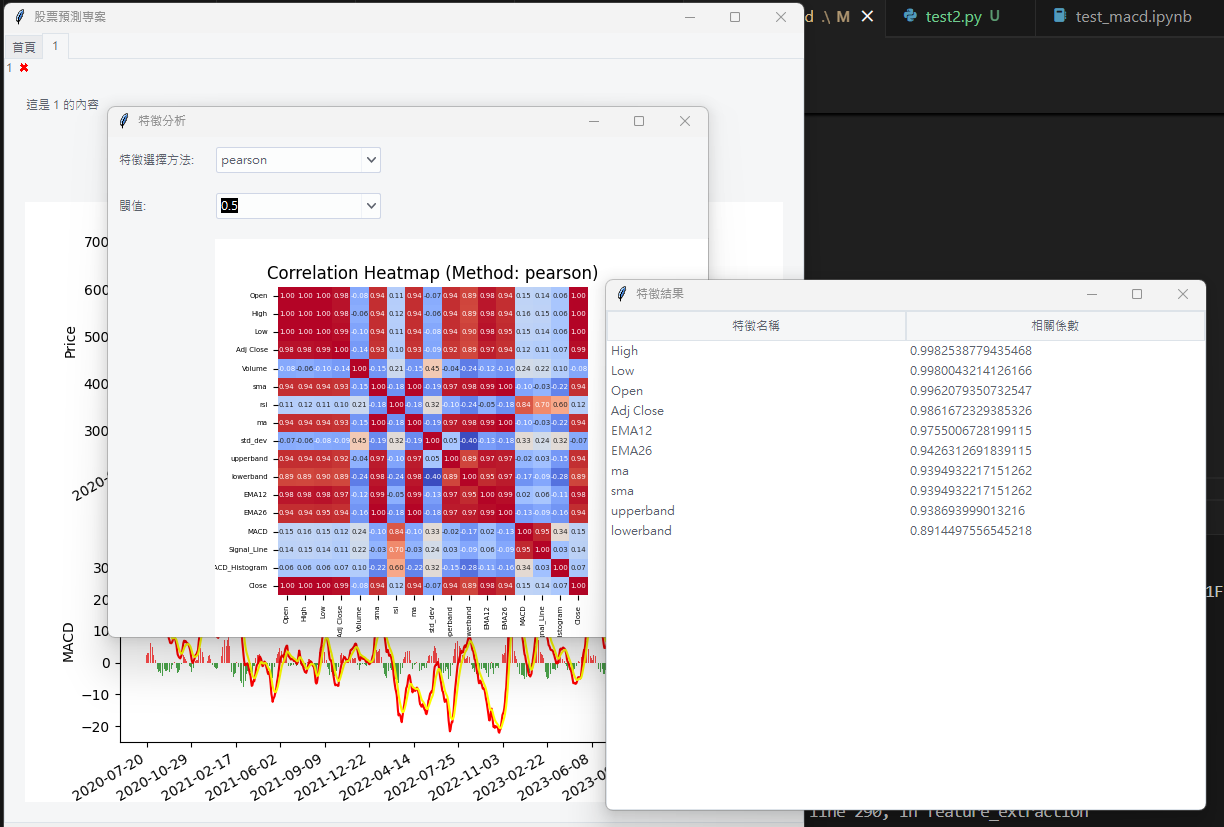 股票預測專案
d .\ M
test2.py U
test_macd.ipynb
首頁 1
1
這是 1 的內容
特徵分析
特徵選擇方法: pearson
閥值: 0.5
Correlation Heatmap (Method: pearson)
Open 1.00 1.00 1.00 0.98 -0.08 0.94 0.11 0.94 -0.07 0.94 0.89 0.98 0.94 0.15 0.14 0.06 1.00
High 1.00 1.00 1.00 0.98 -0.06 0.94 0.12 0.94 -0.06 0.94 0.89 0.98 0.94 0.16 0.15 0.06 1.00
Low 1.00 1.00 1.00 0.99 -0.10 0.94 0.11 0.94 -0.08 0.94 0.90 0.98 0.95 0.15 0.14 0.06 1.00
Adj Close 0.98 0.98 0.99 1.00 -0.14 0.93 0.10 0.93 -0.09 0.92 0.89 0.97 0.94 0.12 0.11 0.07 0.99
Volume -0.08 -0.06 -0.10 -0.14 1.00 -0.15 0.21 -0.15 0.45 -0.04 -0.24 -0.12 -0.16 0.24 0.22 0.10 -0.08
sma 0.94 0.94 0.94 0.93 -0.15 1.00 -0.18 1.00 -0.19 0.97 0.98 0.99 1.00 -0.10 -0.03 -0.22 0.94
rsi 0.11 0.12 0.11 0.10 0.21 -0.18 1.00 -0.18 0.32 -0.10 -0.24 -0.05 -0.18 0.84 0.70 0.60 0.12
ma 0.94 0.94 0.94 0.93 -0.15 1.00 -0.18 1.00 -0.19 0.97 0.98 0.99 1.00 -0.10 -0.03 -0.22 0.94
std_dev -0.07 -0.06 -0.08 -0.09 0.45 -0.19 0.32 -0.19 1.00 0.05 -0.40 -0.13 -0.18 0.33 0.24 0.32 -0.07
upperband 0.94 0.94 0.94 0.92 -0.04 0.97 -0.10 0.97 0.05 1.00 0.89 0.97 0.97 -0.02 0.03 -0.15 0.94
lowerband 0.89 0.89 0.90 0.89 -0.24 0.98 -0.24 0.98 -0.40 0.89 1.00 0.95 0.97 -0.17 -0.09 -0.28 0.89
EMA12 0.98 0.98 0.98 0.97 -0.12 0.99 -0.05 0.99 -0.13 0.97 0.95 1.00 0.99 0.02 0.06 -0.11 0.98
EMA26 0.94 0.94 0.95 0.94 -0.16 1.00 -0.18 1.00 -0.18 0.97 0.97 0.99 1.00 -0.13 -0.09 -0.16 0.94
MACD 0.15 0.16 0.15 0.12 0.24 -0.10 0.84 -0.10 0.33 -0.02 -0.17 0.02 -0.13 1.00 0.95 0.34 0.15
Signal_Line 0.14 0.15 0.14 0.11 0.22 -0.03 0.70 -0.03 0.24 0.03 -0.09 0.06 -0.09 0.95 1.00 0.03 0.14
ACD_Histogram 0.06 0.06 0.06 0.07 0.10 -0.22 0.60 -0.22 0.32 -0.15 -0.28 -0.11 -0.16 0.34 0.03 1.00 0.07
Close 1.00 1.00 1.00 0.99 -0.08 0.94 0.12 0.94 -0.07 0.94 0.89 0.98 0.94 0.15 0.14 0.07 1.00
Open High Low Adj Close Volume sma rsi ma std_dev perband werband EMA12 EMA26 MACD nal_Line stogram Close
特徵結果
特徵名稱 相關係數
High 0.9982538779435468
Low 0.9980043214126166
Open 0.9962079350732547
Adj Close 0.9861672329385326
EMA12 0.9755006728199115
EMA26 0.9426312691839115
ma 0.9394932217151262
sma 0.9394932217151262
upperband 0.938693999013216
lowerband 0.8914497556545218
Price
700
600
500
400
300
2020-
MACD
30
20
10
0
−10
−20
2020-07-20 2020-10-29 2021-02-17 2021-06-02 2021-09-09 2021-12-22 2022-04-14 2022-07-25 2022-11-03 2023-02-22 2023-06-08 2023-0
1F
line 290, in feature_extraction